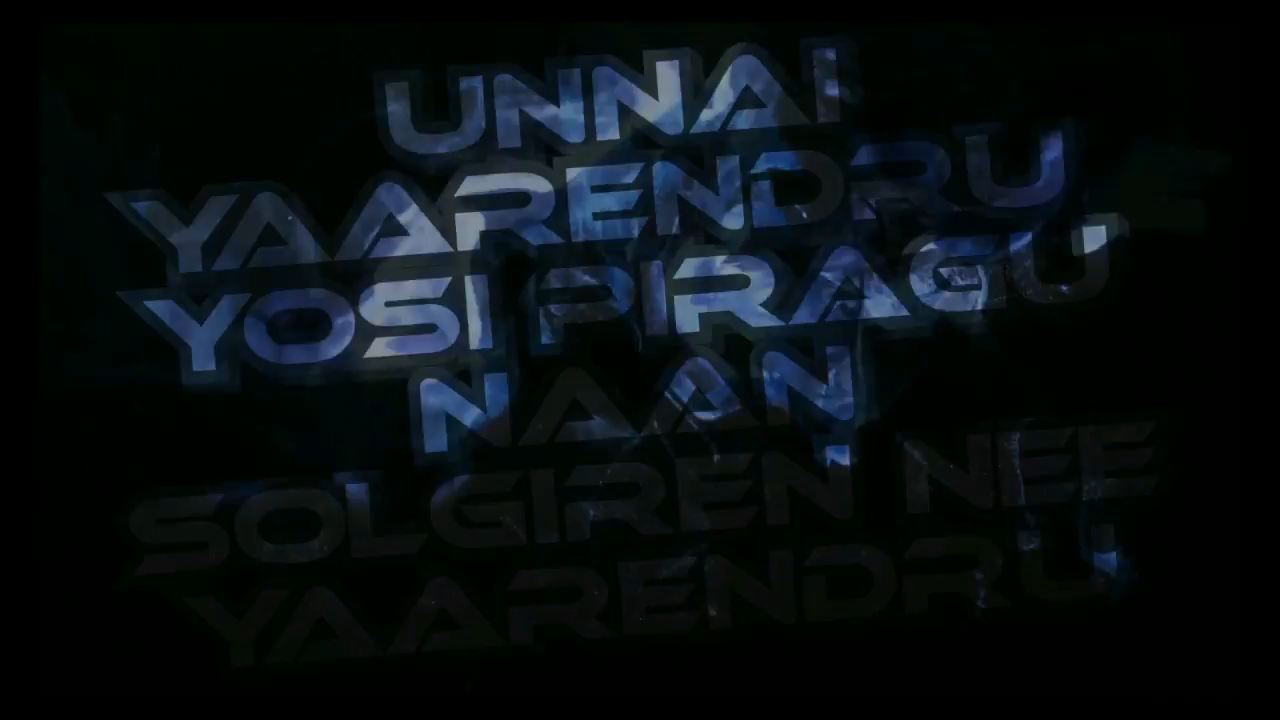 UNNAI
YAARENDRU
YOSI PIRAGU
NAAN
SOLGIREN NEE
YAARENDRU